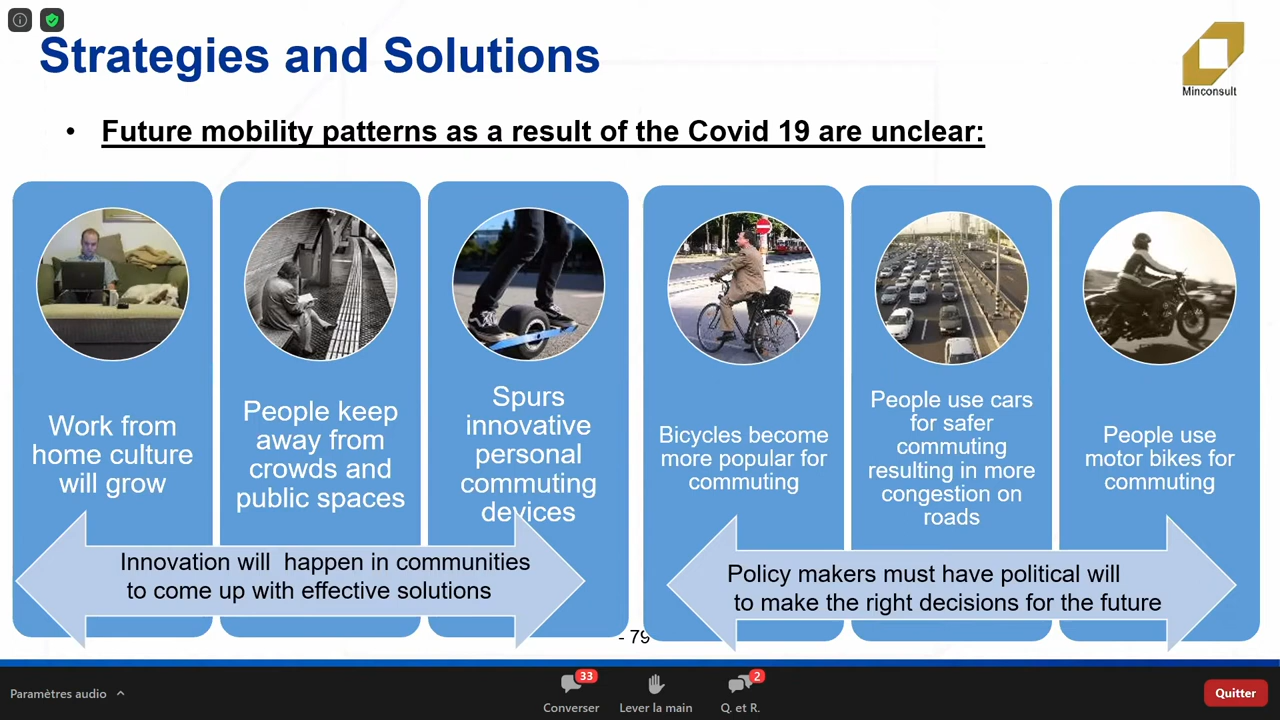 Strategies and Solutions
Minconsult
• Future mobility patterns as a result of the Covid 19 are unclear:
Work from
home culture
will grow
People keep
away from
crowds and
public spaces
Spurs
innovative
personal
commuting
devices
Bicycles become
more popular for
commuting
People use cars
for safer
commuting
resulting in more
congestion on
roads
People use
motor bikes for
commuting
Innovation will happen in communities
to come up with effective solutions
Policy makers must have political will
to make the right decisions for the future
- 79
Paramètres audio
33
Converser
Lever la main
2
Q. et R.
Quitter